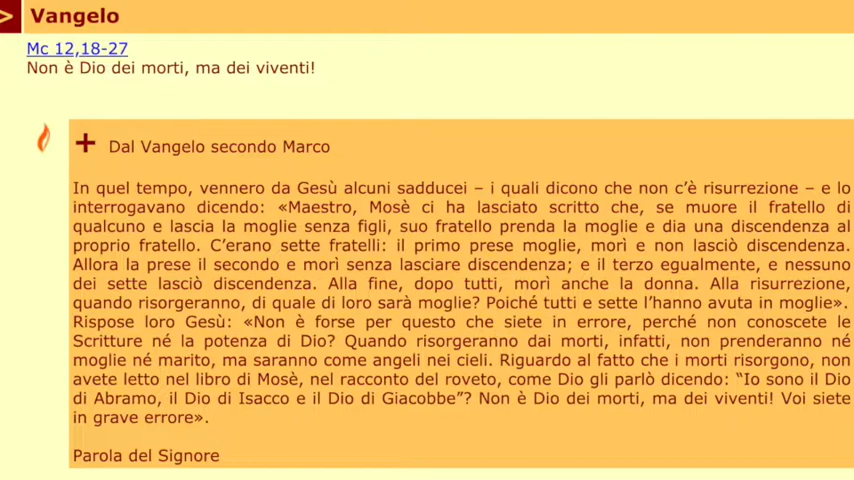 > Vangelo
Mc 12,18-27
Non è Dio dei morti, ma dei viventi!
+ Dal Vangelo secondo Marco
In quel tempo, vennero da Gesù alcuni sadducei – i quali dicono che non c’è risurrezione – e lo
interrogavano dicendo: «Maestro, Mosè ci ha lasciato scritto che, se muore il fratello di
qualcuno e lascia la moglie senza figli, suo fratello prenda la moglie e dia una discendenza al
proprio fratello. C’erano sette fratelli: il primo prese moglie, morì e non lasciò discendenza.
Allora la prese il secondo e morì senza lasciare discendenza; e il terzo egualmente, e nessuno
dei sette lasciò discendenza. Alla fine, dopo tutti, morì anche la donna. Alla risurrezione,
quando risorgeranno, di quale di loro sarà moglie? Poiché tutti e sette l’hanno avuta in moglie».
Rispose loro Gesù: «Non è forse per questo che siete in errore, perché non conoscete le
Scritture né la potenza di Dio? Quando risorgeranno dai morti, infatti, non prenderanno né
moglie né marito, ma saranno come angeli nei cieli. Riguardo al fatto che i morti risorgono, non
avete letto nel libro di Mosè, nel racconto del roveto, come Dio gli parlò dicendo: “Io sono il Dio
di Abramo, il Dio di Isacco e il Dio di Giacobbe”? Non è Dio dei morti, ma dei viventi! Voi siete
in grave errore».
Parola del Signore